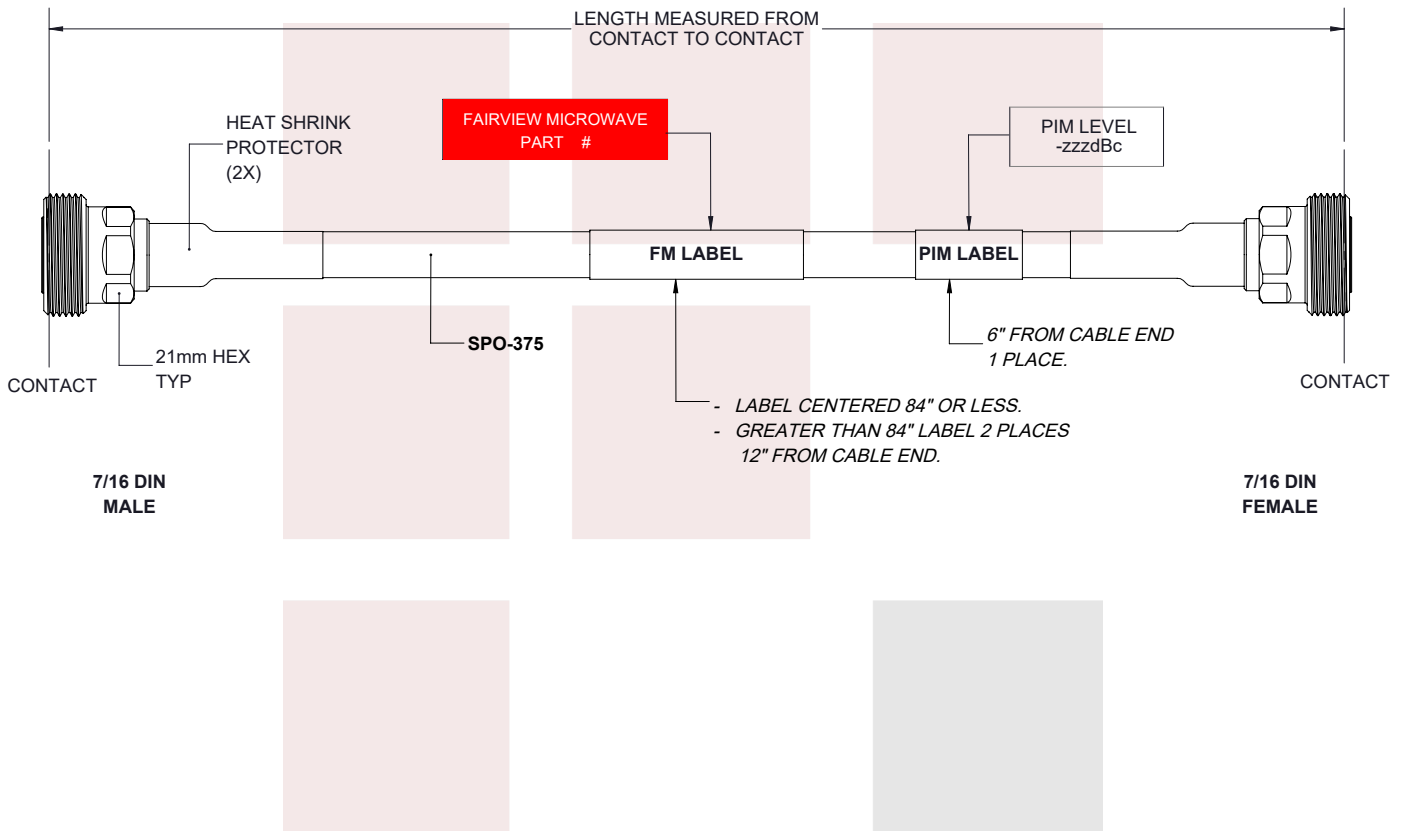 LENGTH MEASURED FROM
CONTACT TO CONTACT
HEAT SHRINK
PROTECTOR
(2X)
FAIRVIEW MICROWAVE
PART #
PIM LEVEL
-zzzdBc
FM LABEL
PIM LABEL
SPO-375
21mm HEX
TYP
CONTACT
6" FROM CABLE END
1 PLACE.
CONTACT
- LABEL CENTERED 84" OR LESS.
- GREATER THAN 84" LABEL 2 PLACES
12" FROM CABLE END.
7/16 DIN
MALE
7/16 DIN
FEMALE